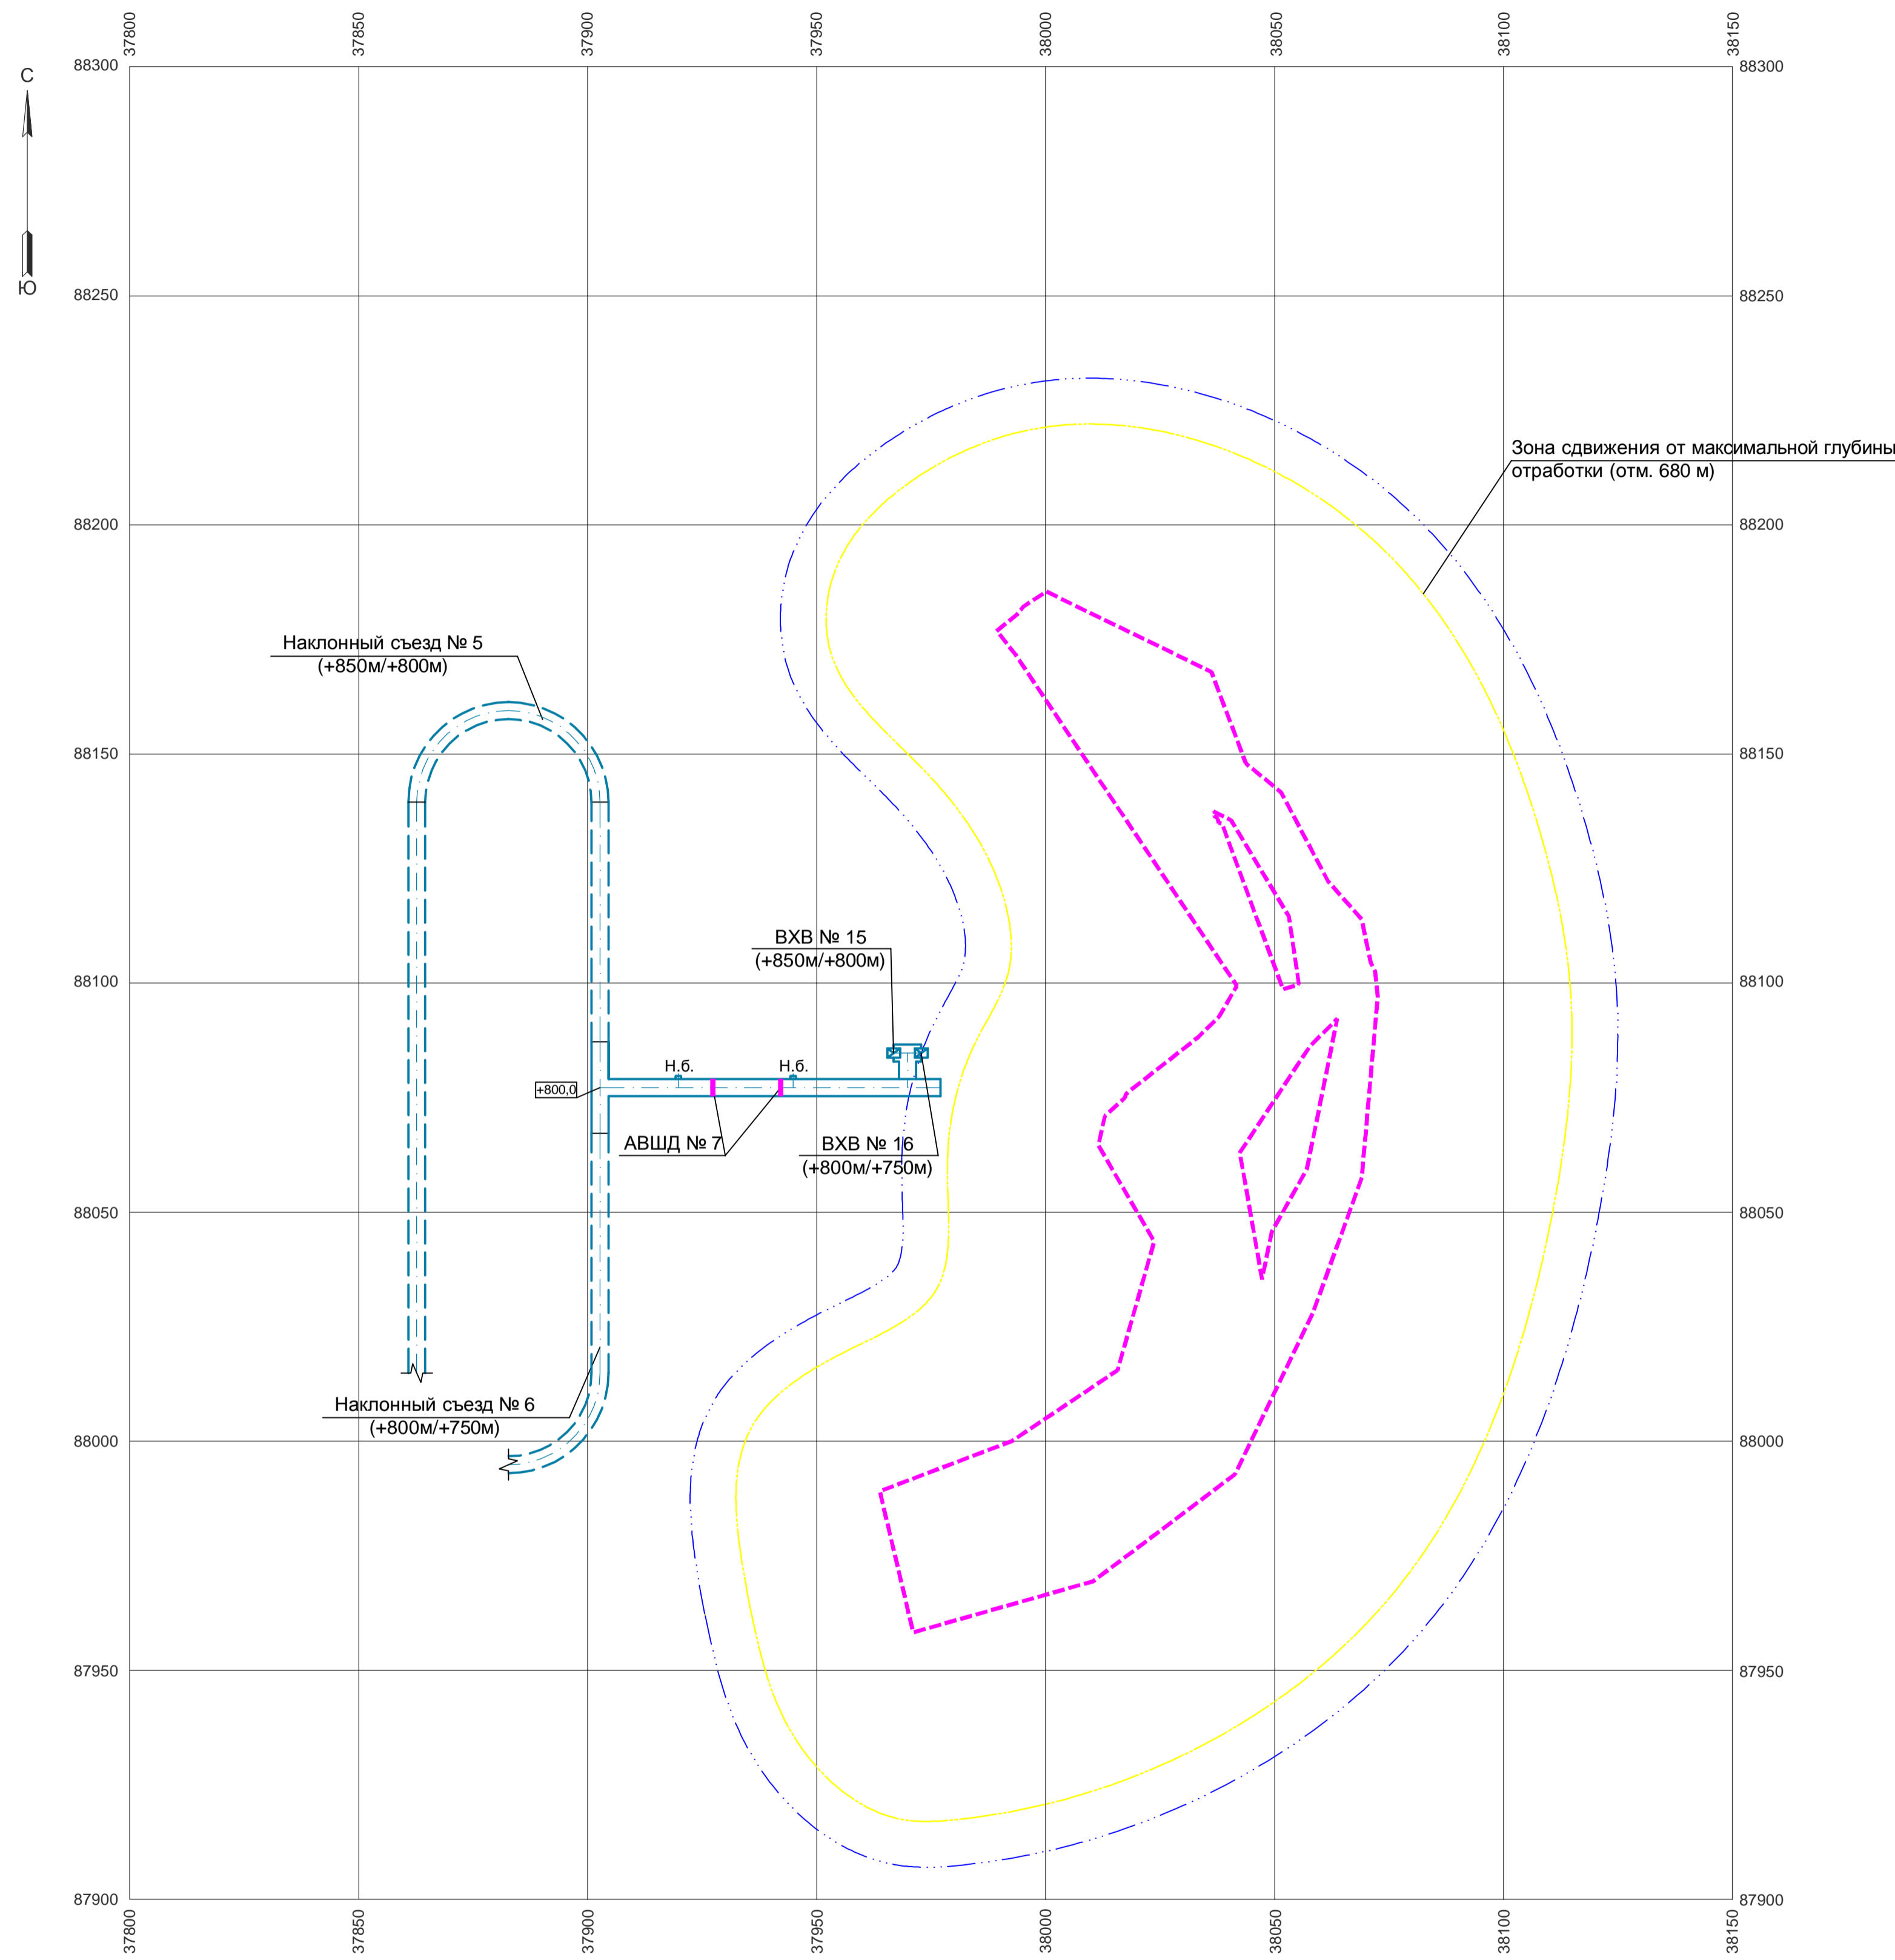 37800
37850
37900
37950
38000
38050
38100
38150
С
Ю
88300
88300
88250
88250
Зона сдвижения от максимальной глубины
отработки (отм. 680 м)
88200
88200
Наклонный съезд № 5
(+850м/+800м)
88150
88150
ВХВ № 15
(+850м/+800м)
88100
88100
Н.б.
Н.б.
+800,0
АВШД № 7
ВХВ № 16
(+800м/+750м)
88050
88050
Наклонный съезд № 6
(+800м/+750м)
88000
88000
87950
87950
87900
87900
37800
37850
37900
37950
38000
38050
38100
38150